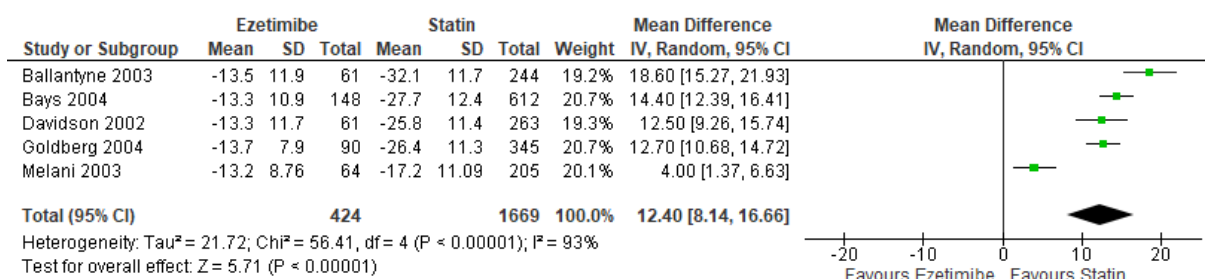 Ezetimibe Statin Mean Difference Mean Difference
Study or Subgroup Mean SD Total Mean SD Total Weight IV, Random, 95% CI IV, Random, 95% CI
Ballantyne 2003 -13.5 11.9 61 -32.1 11.7 244 19.2% 18.60 [15.27, 21.93]
Bays 2004 -13.3 10.9 148 -27.7 12.4 612 20.7% 14.40 [12.39, 16.41]
Davidson 2002 -13.3 11.7 61 -25.8 11.4 263 19.3% 12.50 [9.26, 15.74]
Goldberg 2004 -13.7 7.9 90 -26.4 11.3 345 20.7% 12.70 [10.68, 14.72]
Melani 2003 -13.2 8.76 64 -17.2 11.09 205 20.1% 4.00 [1.37, 6.63]
Total (95% CI) 424 1669 100.0% 12.40 [8.14, 16.66]
Heterogeneity: Tau² = 21.72; Chi² = 56.41, df = 4 (P < 0.00001); I² = 93%
Test for overall effect: Z = 5.71 (P < 0.00001)
-20 -10 0 10 20
Favours Ezetimibe Favours Statin